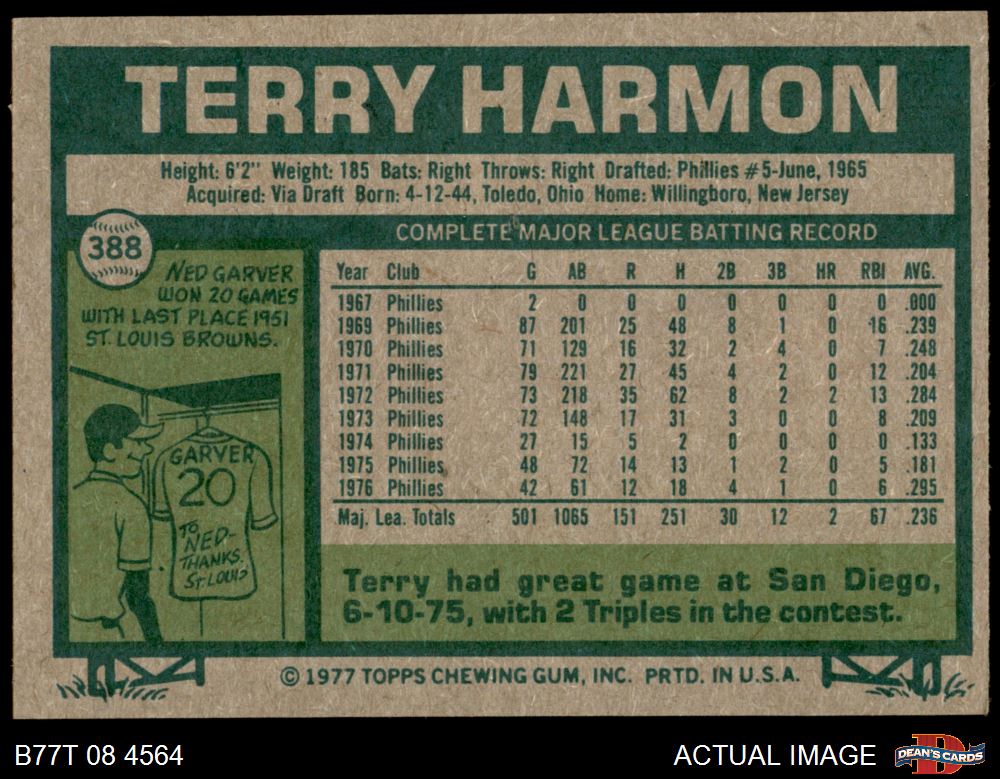 TERRY HARMON
Height: 6'2" Weight: 185 Bats: Right Throws: Right Drafted: Phillies #5-June, 1965
Acquired: Via Draft Born: 4-12-44, Toledo, Ohio Home: Willingboro, New Jersey
388
NED GARVER
WON 20 GAMES
WITH LAST PLACE 1951
ST. LOUIS BROWNS.
GARVER
20
TO
NED-
THANKS.
ST. LOUIS
COMPLETE MAJOR LEAGUE BATTING RECORD
Year Club G AB R H 2B 3B HR RBI AVG.
1967 Phillies 2 0 0 0 0 0 0 0 .000
1969 Phillies 87 201 25 48 8 1 0 16 .239
1970 Phillies 71 129 16 32 2 4 0 7 .248
1971 Phillies 79 221 27 45 4 2 0 12 .204
1972 Phillies 73 218 35 62 8 2 2 13 .284
1973 Phillies 72 148 17 31 3 0 0 8 .209
1974 Phillies 27 15 5 2 0 0 0 0 .133
1975 Phillies 48 72 14 13 1 2 0 5 .181
1976 Phillies 42 61 12 18 4 1 0 6 .295
Maj. Lea. Totals 501 1065 151 251 30 12 2 67 .236
Terry had great game at San Diego,
6-10-75, with 2 Triples in the contest.
© 1977 TOPPS CHEWING GUM, INC. PRTD. IN U.S.A.
B77T 08 4564
ACTUAL IMAGE
D
DEAN'S CARDS